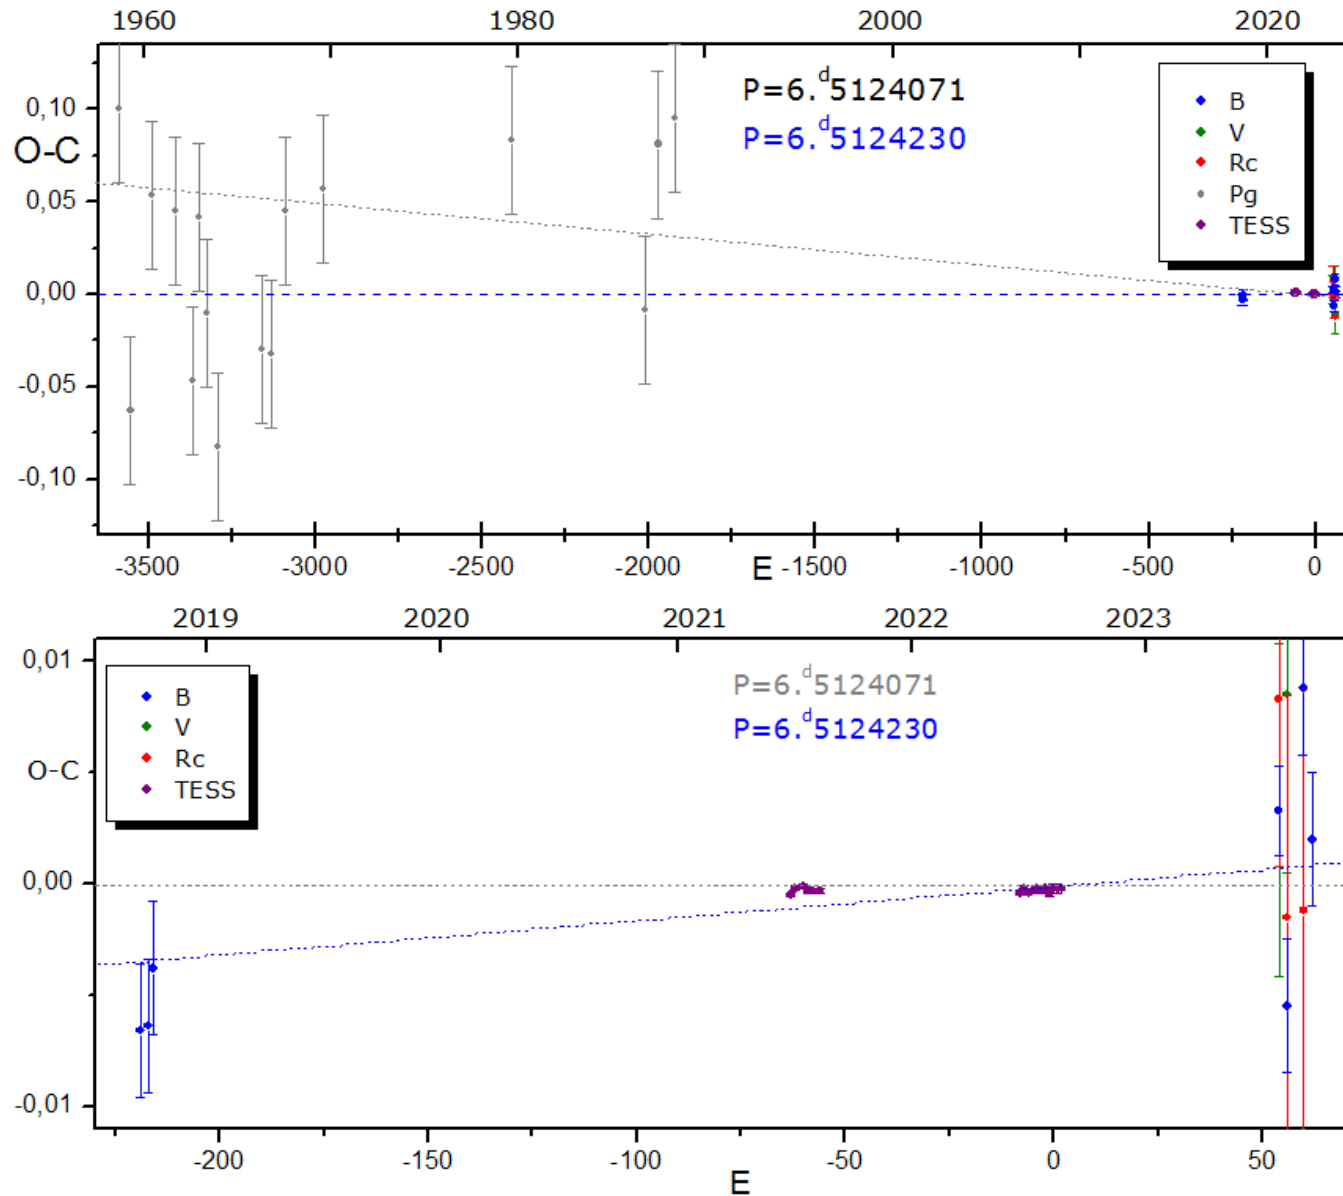 1960 1980 2000 2020
0,10
O-C
0,05
0,00
-0,05
-0,10
P=6.d5124071
P=6.d5124230
B
V
Rc
Pg
TESS
-3500 -3000 -2500 -2000 E -1500 -1000 -500 0
2019 2020 2021 2022 2023
0,01
O-C
0,00
-0,01
B
V
Rc
TESS
P=6.d5124071
P=6.d5124230
-200 -150 -100 -50 0 50
E